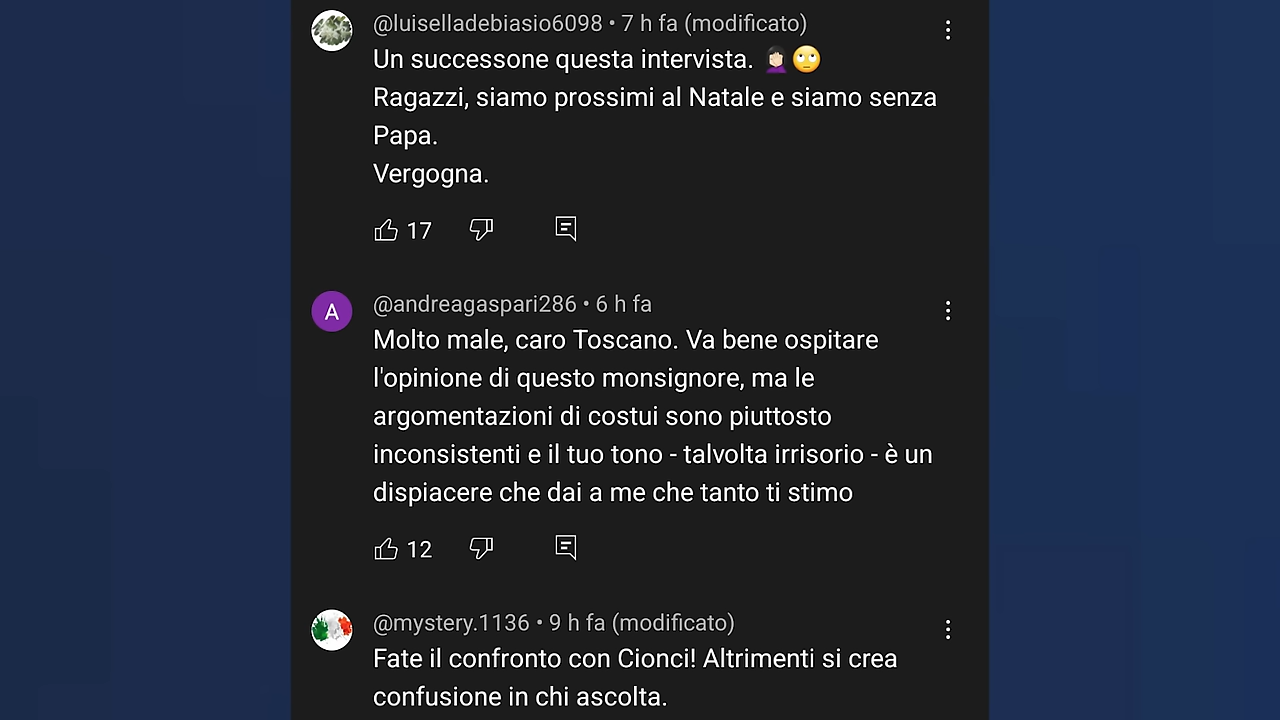 @luiselladebiasio6098 • 7 h fa (modificato)
Un successone questa intervista. 🤦🏻‍♀️🙄
Ragazzi, siamo prossimi al Natale e siamo senza
Papa.
Vergogna.
17
A
@andreagaspari286 • 6 h fa
Molto male, caro Toscano. Va bene ospitare
l'opinione di questo monsignore, ma le
argomentazioni di costui sono piuttosto
inconsistenti e il tuo tono - talvolta irrisorio - è un
dispiacere che dai a me che tanto ti stimo
12
@mystery.1136 • 9 h fa (modificato)
Fate il confronto con Cionci! Altrimenti si crea
confusione in chi ascolta.